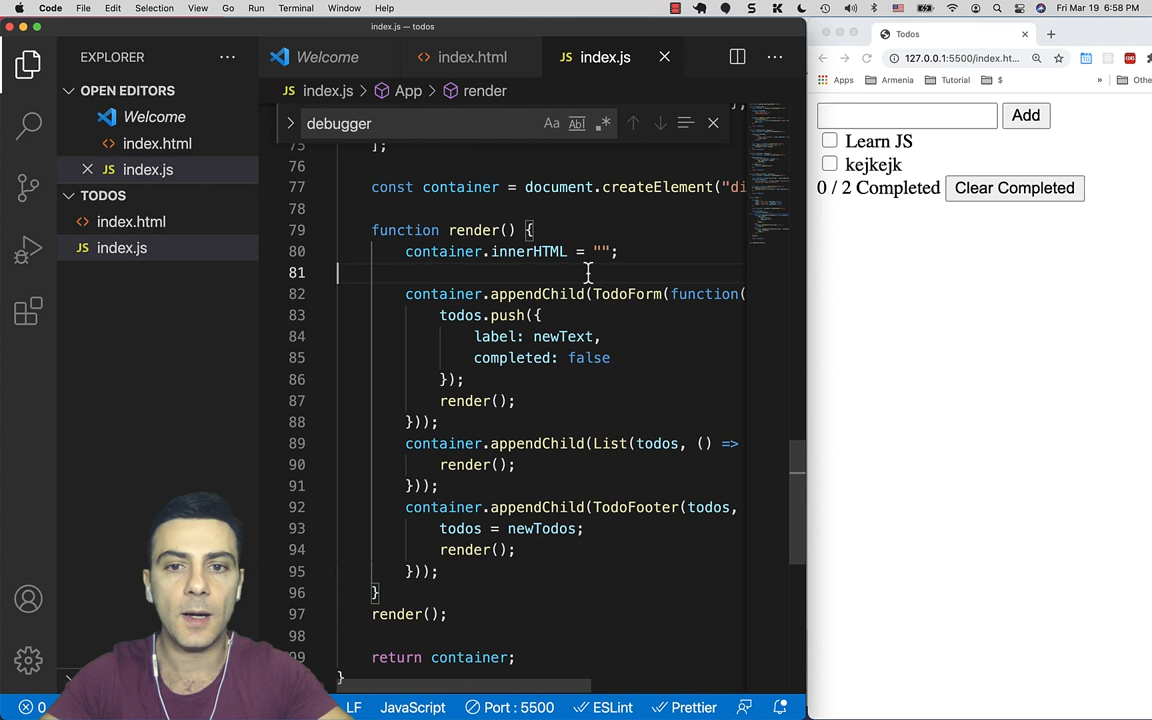 Code File Edit Selection View Go Run Terminal Window Help Fri Mar 19 6:58 PM
index.js — todos
EXPLORER
OPEN EDITORS
Welcome
index.html
index.js
TODOS
index.html
index.js
Welcome
index.html
JS index.js
JS index.js > App > render
debugger
Aa Abl .*
75 ];
76
77 const container = document.createElement("di
78
79 function render() {
80 container.innerHTML = "";
81
82 container.appendChild(TodoForm(function(
83 todos.push({
84 label: newText,
85 completed: false
86 });
87 render();
88 }));
89 container.appendChild(List(todos, () =>
90 render();
91 }));
92 container.appendChild(TodoFooter(todos,
93 todos = newTodos;
94 render();
95 }));
96 }
97 render();
98
99 return container;
}
0 LF JavaScript Port : 5500 ESLint Prettier
Todos
127.0.0.1:5500/index.ht...
Apps Armenia Tutorial $ » Othe
Add
Learn JS
kejkejk
0 / 2 Completed Clear Completed